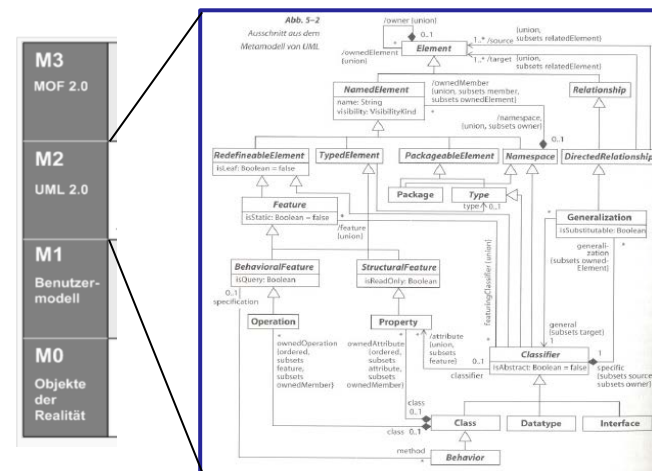 M3
MOF 2.0
M2
UML 2.0
M1
Benutzer-
modell
M0
Objekte
der
Realität
Abb. 5–2
Ausschnitt aus dem
Metamodell von UML
/owner {union}
0..1
*
/ownedElement
{union}
Element
1..* /source
{union,
subsets relatedElement}
1..* /target
{union,
subsets relatedElement}
NamedElement
name: String
visibility: VisibilityKind
*
/ownedMember
{union, subsets member,
subsets ownedElement}
Relationship
/namespace,
{union, subsets owner}
0..1
RedefineableElement
isLeaf: Boolean = false
TypedElement
PackageableElement
Namespace
DirectedRelationship
Package
Type
type
0..1
Feature
isStatic: Boolean = false
*
/feature
{union}
Generalization
isSubstitutable: Boolean
generali-
zation
{subsets owned-
Element}
*
BehavioralFeature
isQuery: Boolean
StructuralFeature
isReadOnly: Boolean
/featuringClassifier {union}
0..1
specification
Operation
Property
*
/attribute
{union,
subsets
feature}
general
{subsets target}
1
*
ownedOperation
{ordered,
subsets
feature,
subsets
ownedMember}
*
ownedAttribute
{ordered,
subsets
attribute,
subsets
ownedMember}
0..1
classifier
Classifier
isAbstract: Boolean = false
1
specific
{subsets source,
subsets owner}
class
0..1
class 0..1
Class
Datatype
Interface
method
*
Behavior